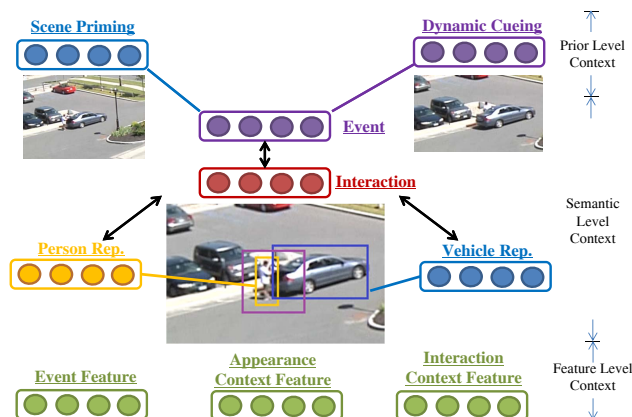 Scene Priming
Dynamic Cueing
Prior Level
Context
Event
Interaction
Semantic
Level
Context
Person Rep.
Vehicle Rep.
Event Feature
Appearance
Context Feature
Interaction
Context Feature
Feature Level
Context